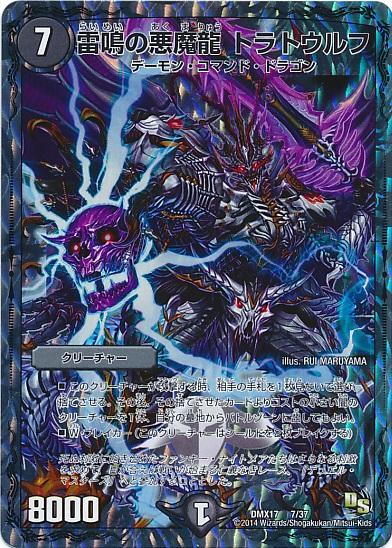 7
らいめい あくまりゅう
雷鳴の悪魔龍 トラトウルフ
デーモン・コマンド・ドラゴン
クリーチャー
illus. RUI MARUYAMA
□このクリーチャーが攻撃する時、相手の手札を1枚見ないで選び、
捨てさせる。その後、その捨てさせたカードよりコストの小さい闇の
クリーチャーを1体、自分の墓地からバトルゾーンに出してもよい。
□W・ブレイカー(このクリーチャーはシールドを2枚ブレイクする)
8000
DMX17 7/37
DS
©2014 Wizards/Shogakukan/Mitsui-Kids